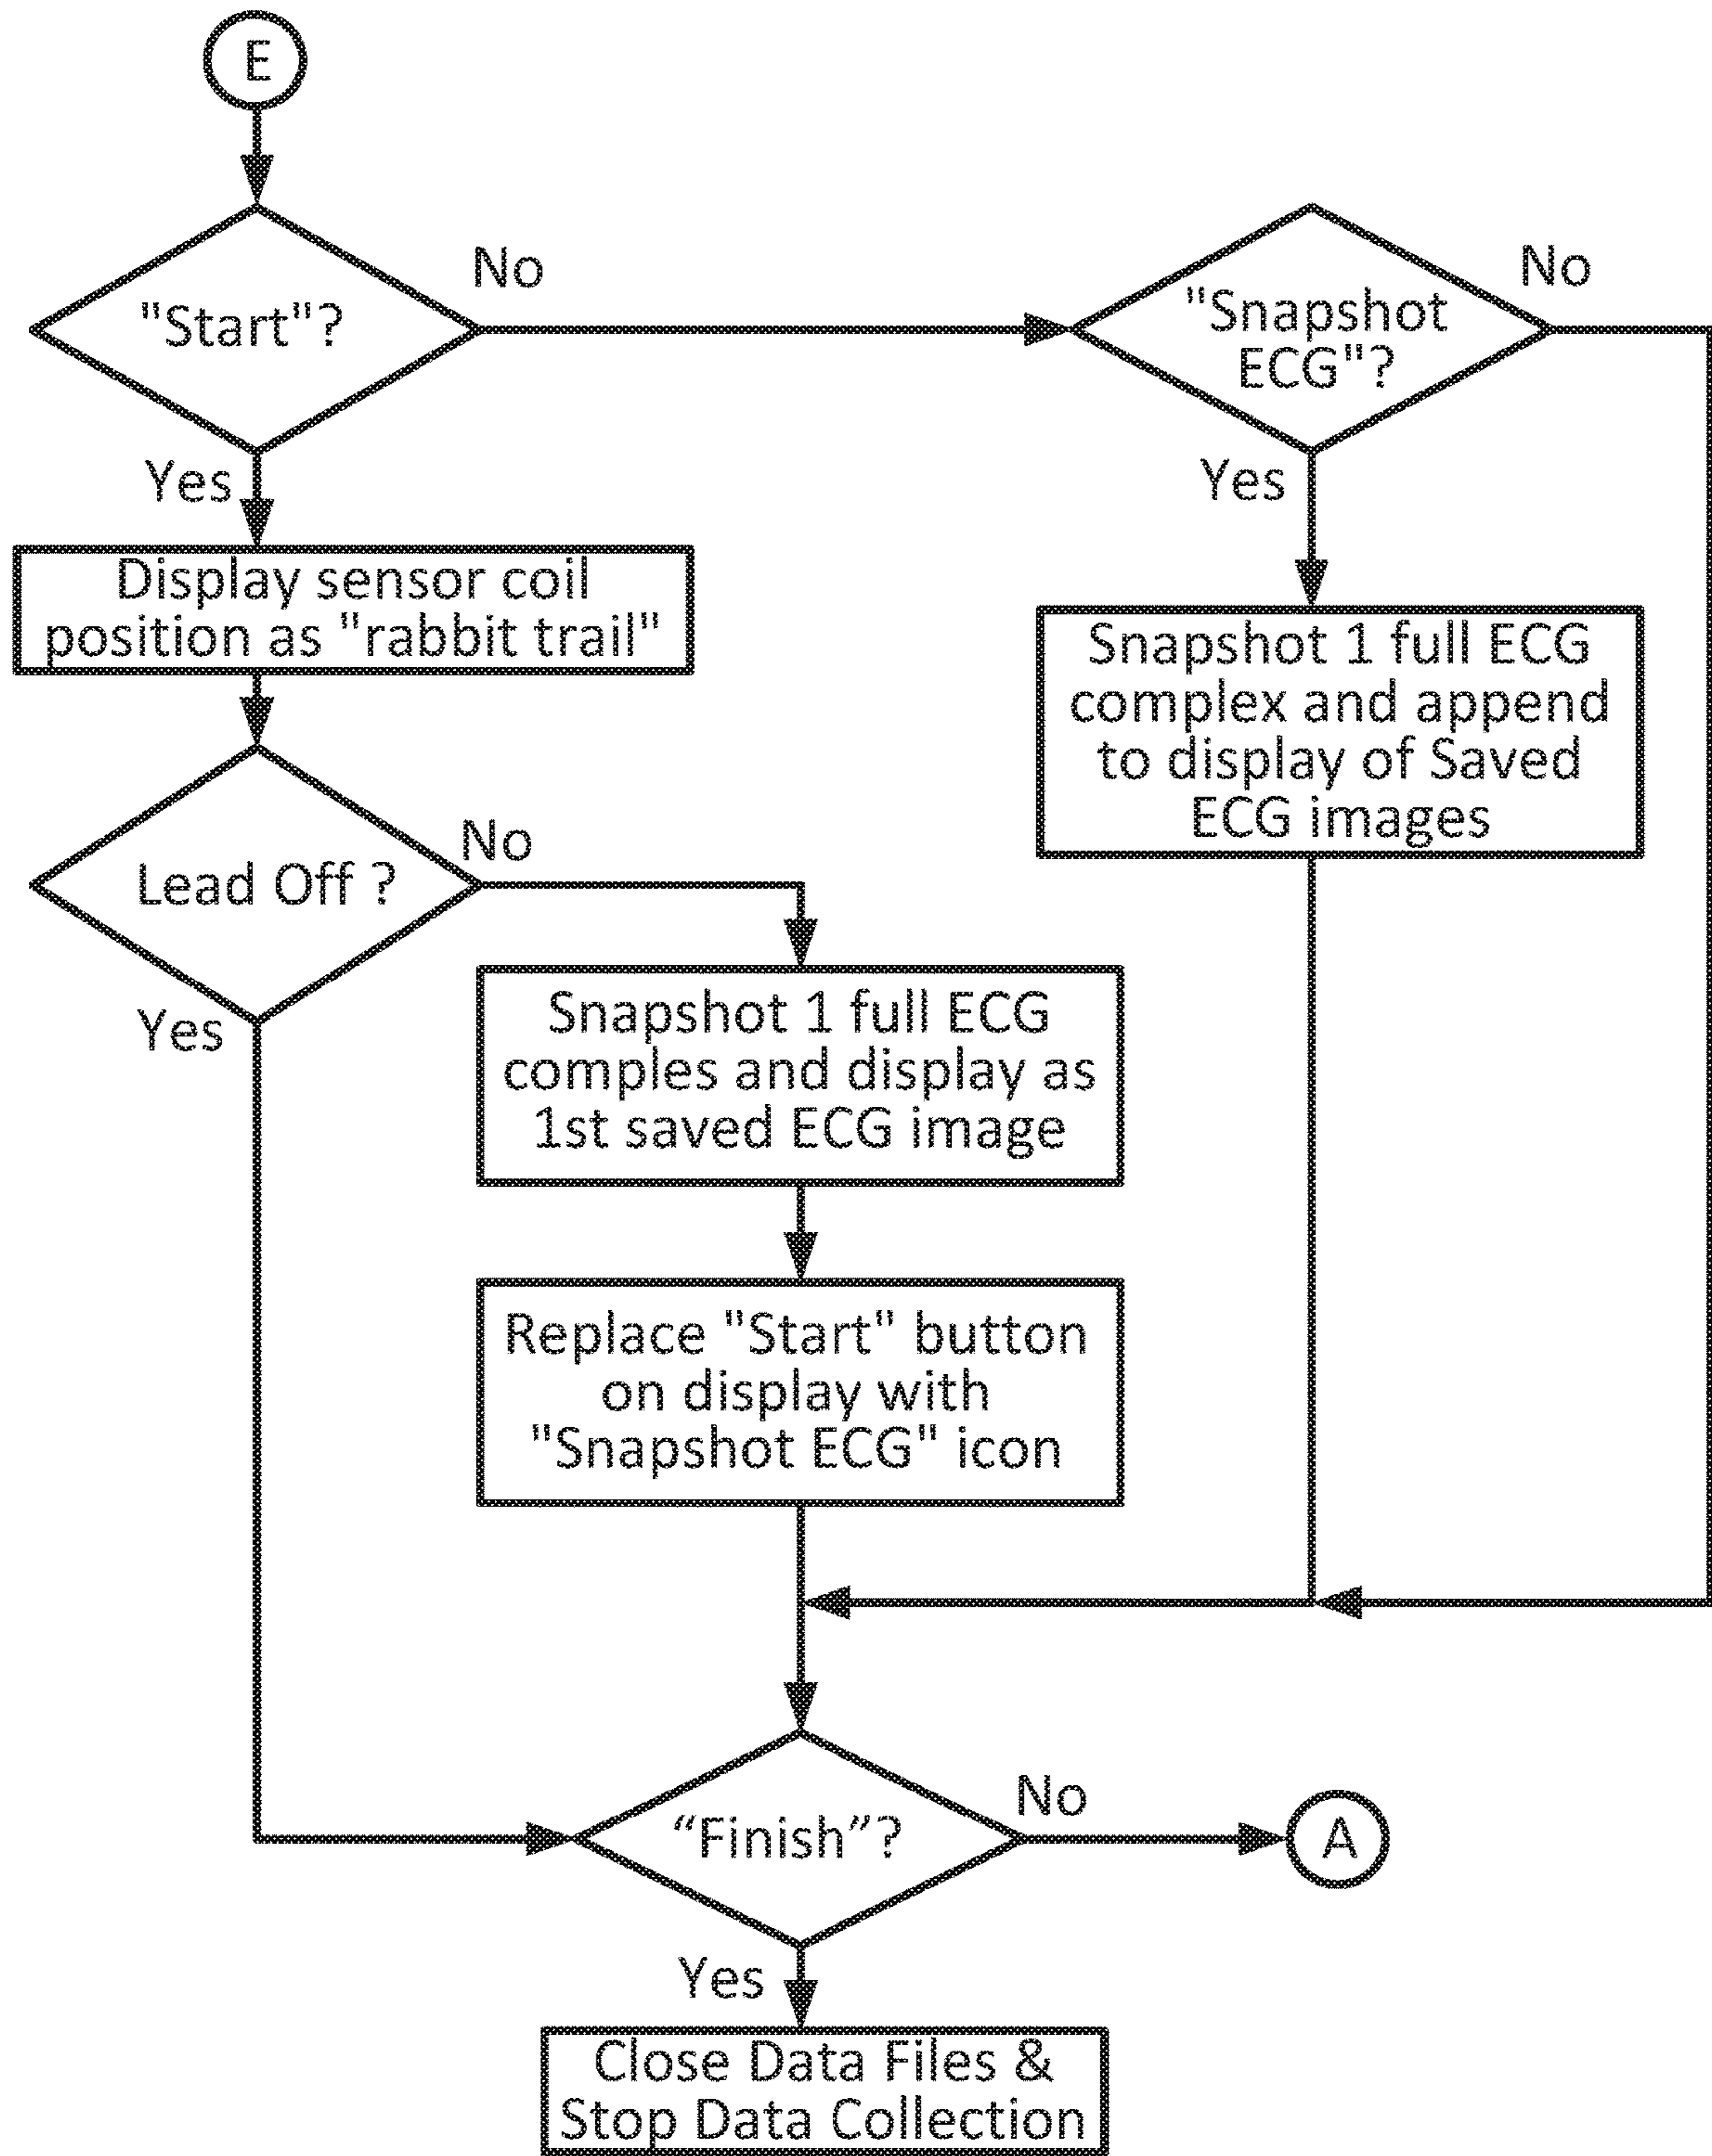 E
"Start"?
No
"Snapshot
ECG"?
No
Yes
Yes
Display sensor coil
position as "rabbit trail"
Snapshot 1 full ECG
complex and append
to display of Saved
ECG images
Lead Off ?
No
Yes
Snapshot 1 full ECG
comples and display as
1st saved ECG image
Replace "Start" button
on display with
"Snapshot ECG" icon
“Finish”?
No
A
Yes
Close Data Files &
Stop Data Collection